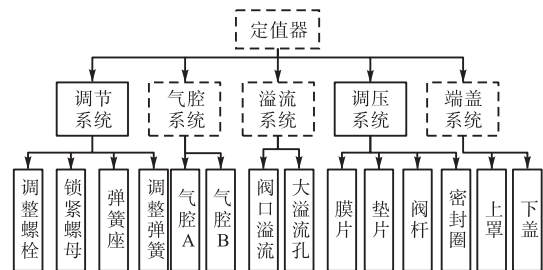 定值器
调节
系统
气腔
系统
溢流
系统
调压
系统
端盖
系统
调整螺栓
锁紧螺母
弹簧座
调整弹簧
气腔A
气腔B
阀口溢流
大溢流孔
膜片
垫片
阀杆
密封圈
上罩
下盖